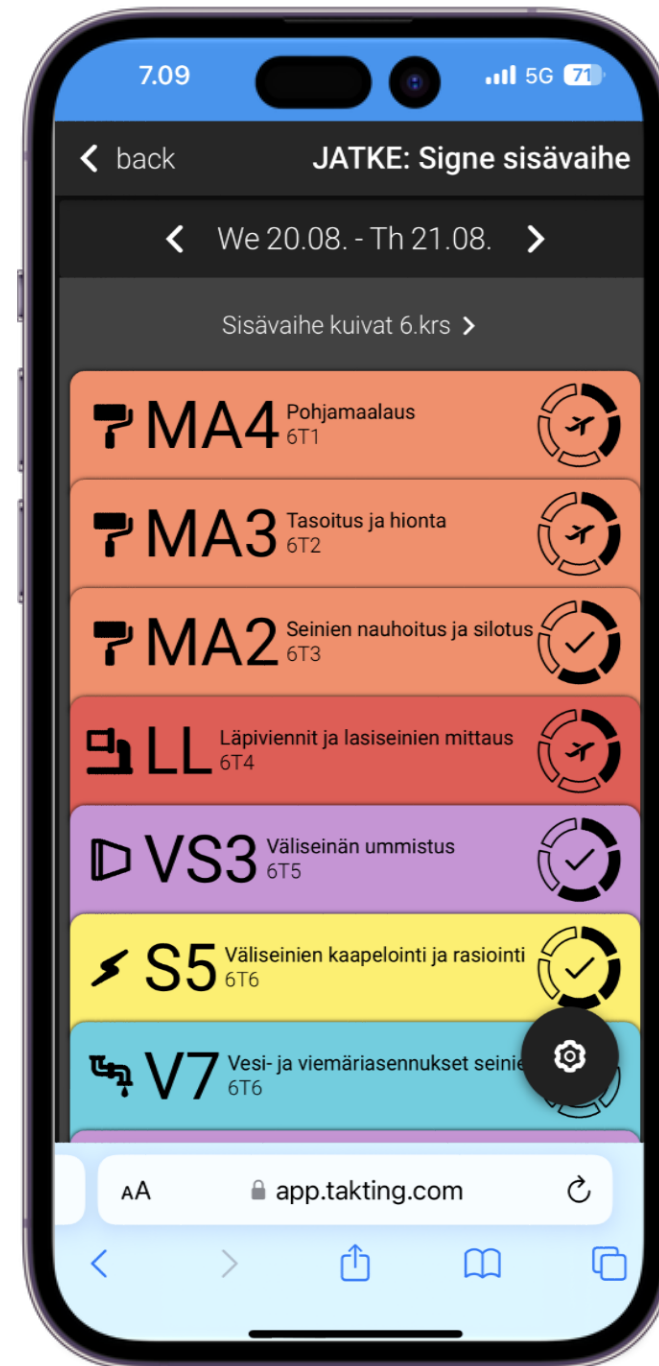 7.09
5G 71
back
JATKE: Signe sisävaihe
We 20.08. - Th 21.08.
Sisävaihe kuivat 6.krs
MA4 Pohjamaalaus
6T1
MA3 Tasoitus ja hionta
6T2
MA2 Seinien nauhoitus ja silotus
6T3
LL Läpiviennit ja lasiseinien mittaus
6T4
VS3 Väliseinän ummistus
6T5
S5 Väliseinien kaapelointi ja rasiointi
6T6
V7 Vesi- ja viemäriasennukset seinie
6T6
AA app.takting.com